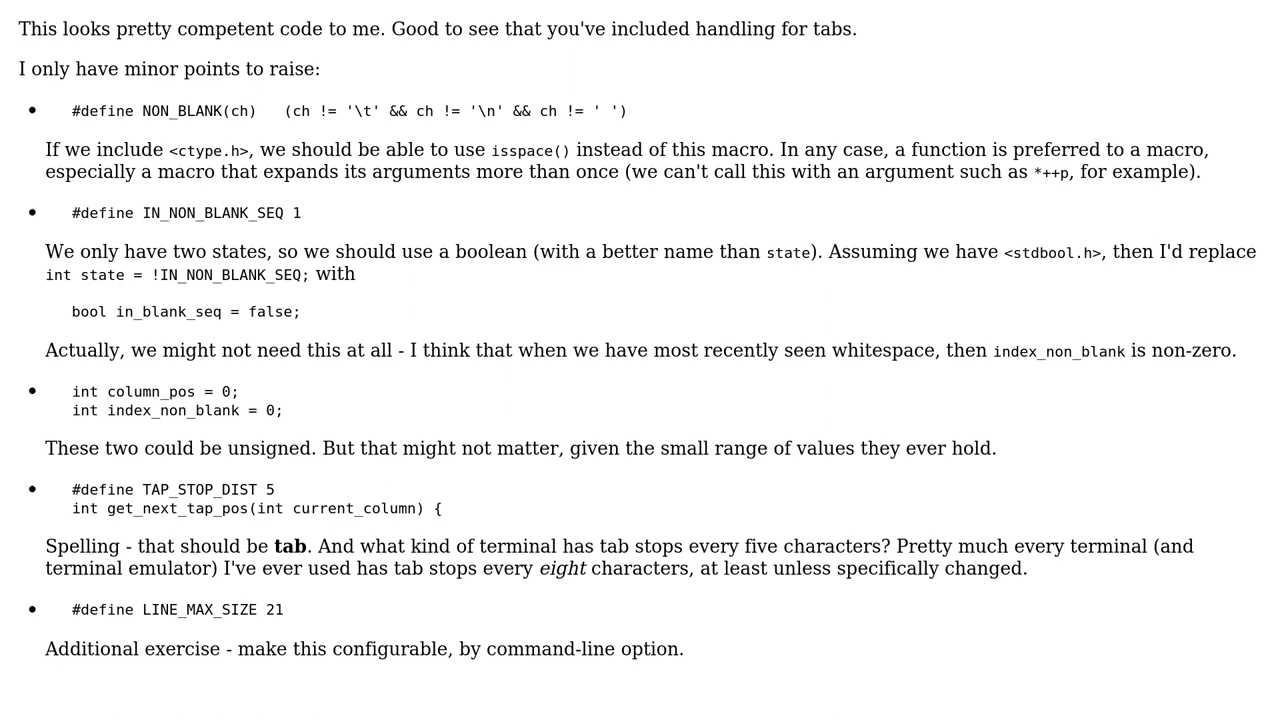 This looks pretty competent code to me. Good to see that you've included handling for tabs.
I only have minor points to raise:
• #define NON_BLANK(ch)   (ch != '\t' && ch != '\n' && ch != ' ')
If we include <ctype.h>, we should be able to use isspace() instead of this macro. In any case, a function is preferred to a macro,
especially a macro that expands its arguments more than once (we can't call this with an argument such as *++p, for example).
• #define IN_NON_BLANK_SEQ 1
We only have two states, so we should use a boolean (with a better name than state). Assuming we have <stdbool.h>, then I'd replace
int state = !IN_NON_BLANK_SEQ; with
bool in_blank_seq = false;
Actually, we might not need this at all - I think that when we have most recently seen whitespace, then index_non_blank is non-zero.
• int column_pos = 0;
int index_non_blank = 0;
These two could be unsigned. But that might not matter, given the small range of values they ever hold.
• #define TAP_STOP_DIST 5
int get_next_tap_pos(int current_column) {
Spelling - that should be tab. And what kind of terminal has tab stops every five characters? Pretty much every terminal (and
terminal emulator) I've ever used has tab stops every eight characters, at least unless specifically changed.
• #define LINE_MAX_SIZE 21
Additional exercise - make this configurable, by command-line option.